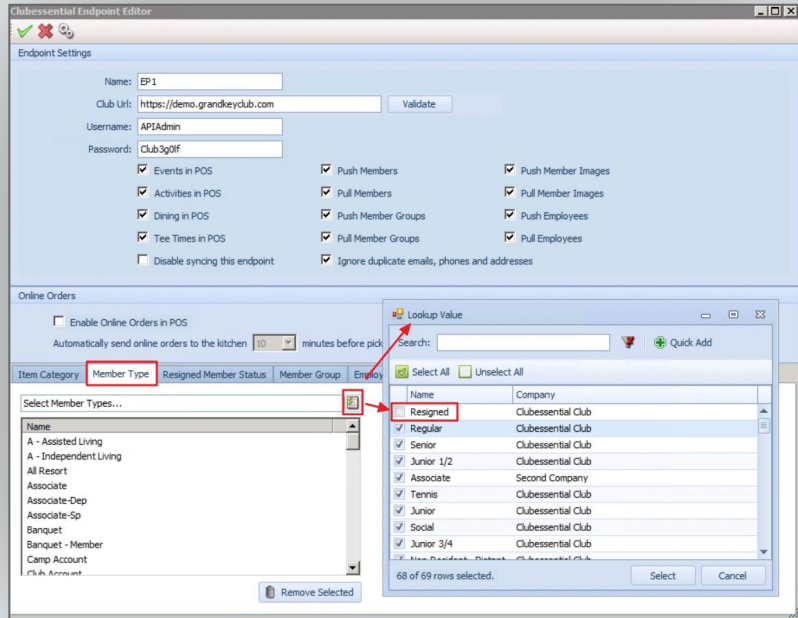 Clubessential Endpoint Editor
Endpoint Settings
Name: EP1
Club Url: https://demo.grandkeyclub.com Validate
Username: APIAdmin
Password: Club3g0lf
Events in POS Push Members Push Member Images
Activities in POS Pull Members Pull Member Images
Dining in POS Push Member Groups Push Employees
Tee Times in POS Pull Member Groups Pull Employees
Disable syncing this endpoint Ignore duplicate emails, phones and addresses
Online Orders
Enable Online Orders in POS
Automatically send online orders to the kitchen 10 minutes before pick
Item Category Member Type Resigned Member Status Member Group Employ
Select Member Types...
Name
A - Assisted Living
A - Independent Living
All Resort
Associate
Associate-Dep
Associate-Sp
Banquet
Banquet - Member
Camp Account
Club Account
Remove Selected
Lookup Value
Search: Quick Add
Select All Unselect All
Name Company
Resigned Clubessential Club
Regular Clubessential Club
Senior Clubessential Club
Junior 1/2 Clubessential Club
Associate Second Company
Tennis Clubessential Club
Junior Clubessential Club
Social Clubessential Club
Junior 3/4 Clubessential Club
Non Resident - Distant Clubessential Club
68 of 69 rows selected. Select Cancel